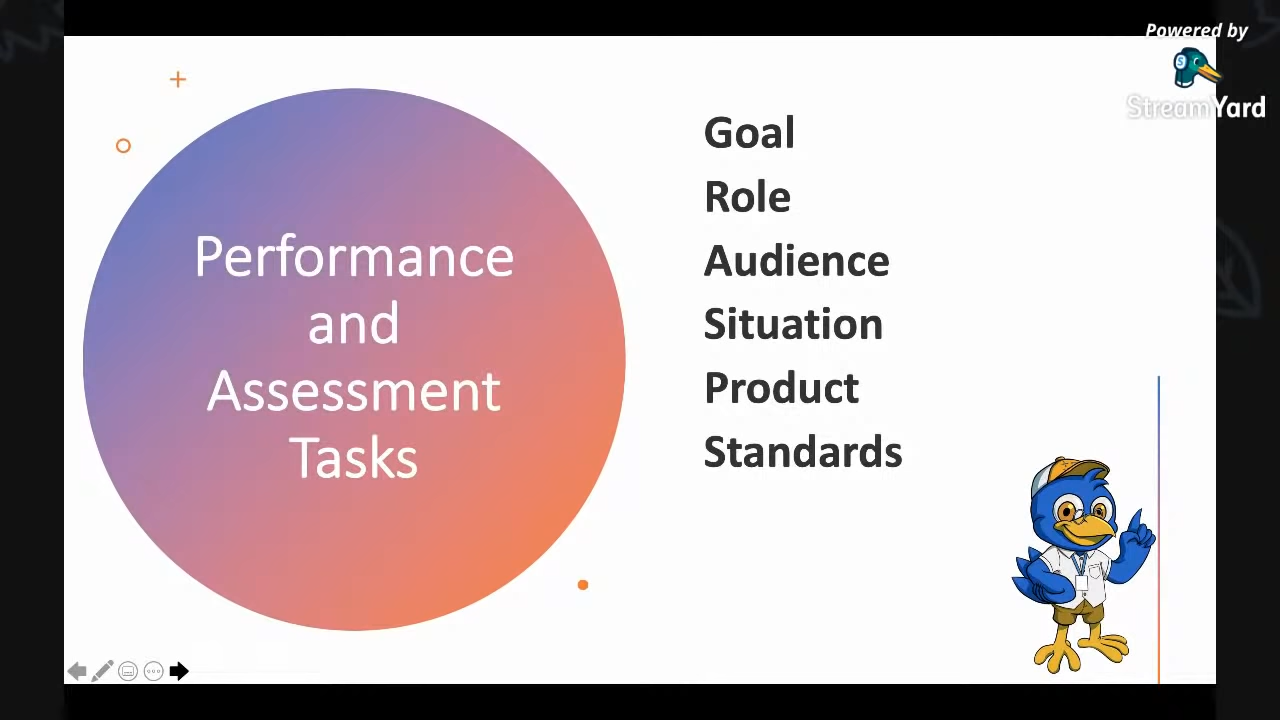 Powered by
StreamYard
Performance
and
Assessment
Tasks
Goal
Role
Audience
Situation
Product
Standards